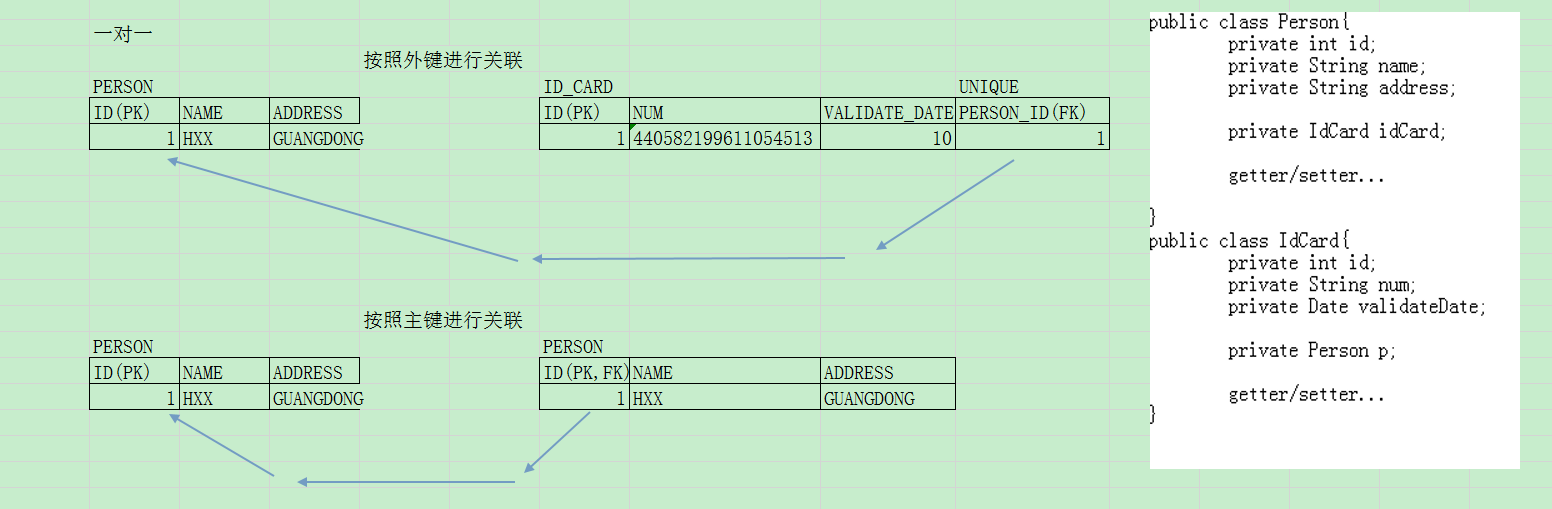 一对一
按照外键进行关联
PERSON ID_CARD UNIQUE
ID(PK) NAME ADDRESS ID(PK) NUM VALIDATE_DATE PERSON_ID(FK)
1 HXX GUANGDONG 1 440582199611054513 10 1
按照主键进行关联
PERSON PERSON
ID(PK) NAME ADDRESS ID(PK,FK) NAME ADDRESS
1 HXX GUANGDONG 1 HXX GUANGDONG
public class Person{
private int id;
private String name;
private String address;
private IdCard idCard;
getter/setter...
}
public class IdCard{
private int id;
private String num;
private Date validateDate;
private Person p;
getter/setter...
}